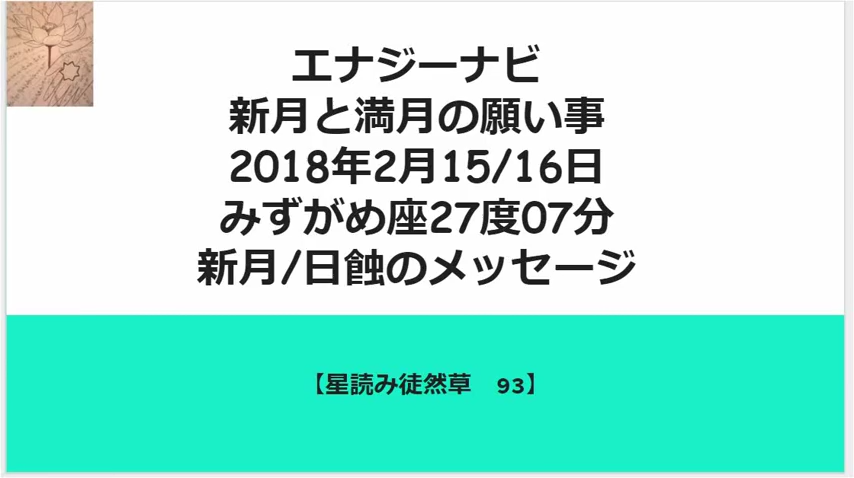 エナジーナビ
新月と満月の願い事
2018年2月15/16日
みずがめ座27度07分
新月/日蝕のメッセージ
【星読み徒然草　93】